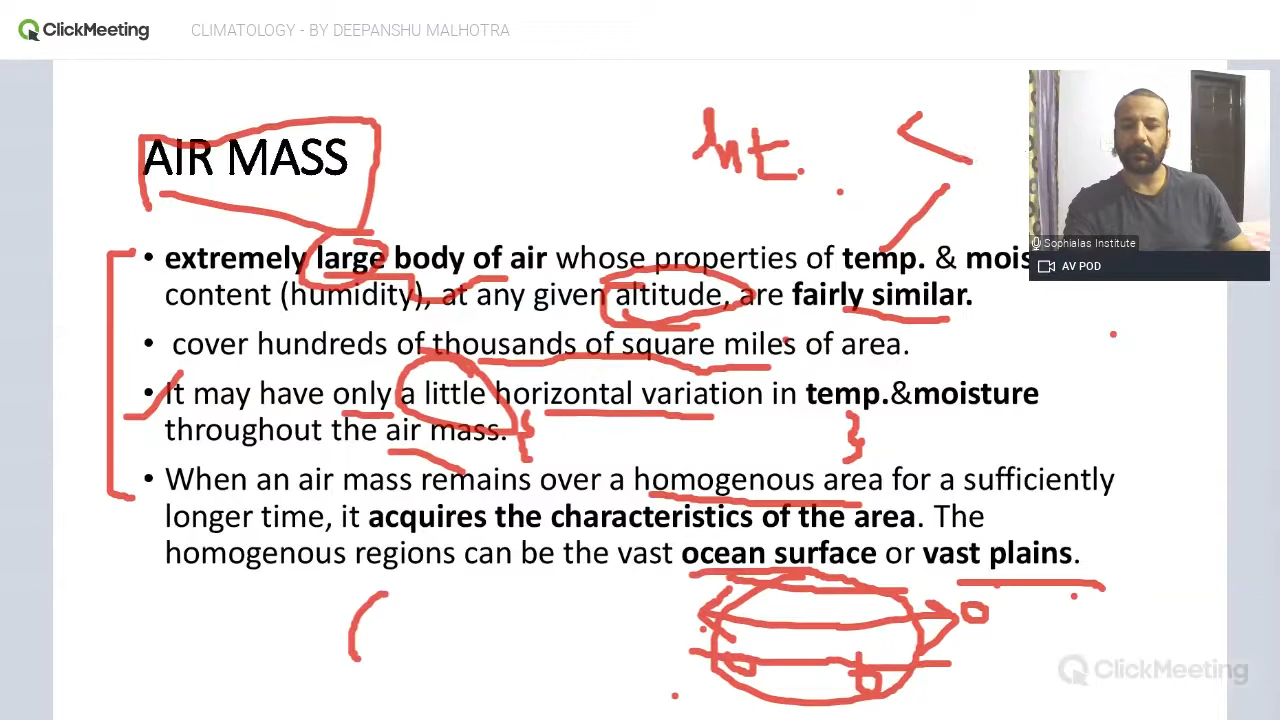 ClickMeeting
CLIMATOLOGY - BY DEEPANSHU MALHOTRA
AIR MASS
Int.
Sophialas Institute
AV POD
• extremely large body of air whose properties of temp. & mois
content (humidity), at any given altitude, are fairly similar.
• cover hundreds of thousands of square miles of area.
• It may have only a little horizontal variation in temp.&moisture
throughout the air mass.
• When an air mass remains over a homogenous area for a sufficiently
longer time, it acquires the characteristics of the area. The
homogenous regions can be the vast ocean surface or vast plains.
ClickMeeting